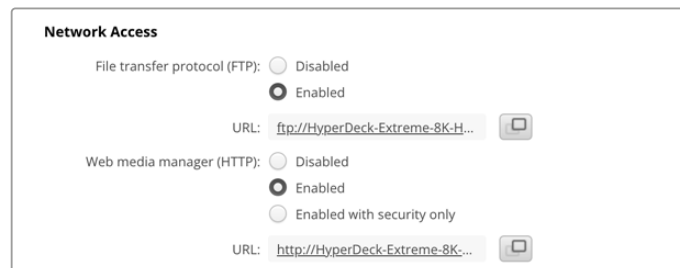 Network Access
File transfer protocol (FTP): Disabled
Enabled
URL: ftp://HyperDeck-Extreme-8K-H...
Web media manager (HTTP): Disabled
Enabled
Enabled with security only
URL: http://HyperDeck-Extreme-8K-...